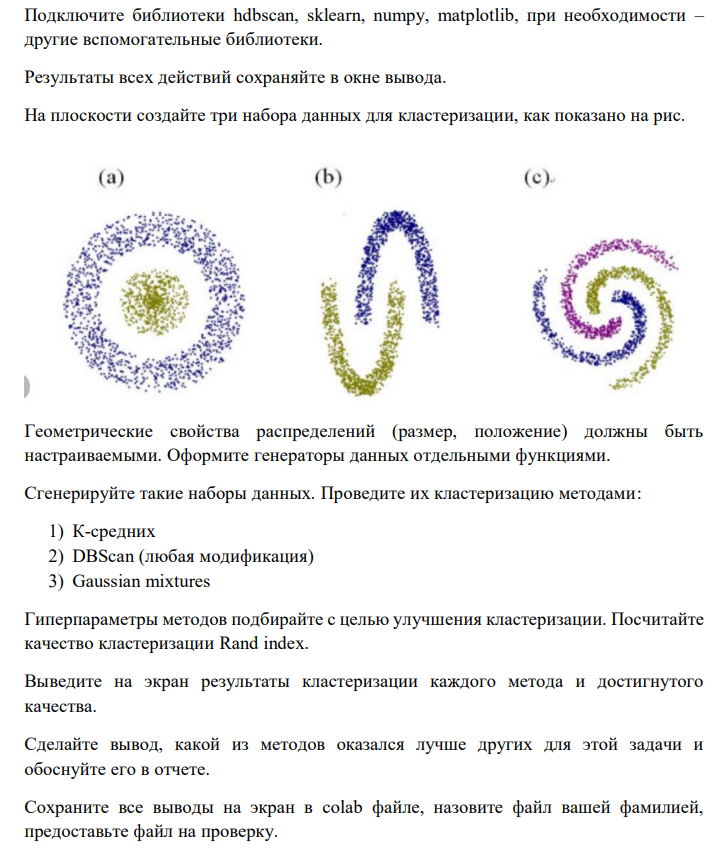 Подключите библиотеки hdbscan, sklearn, numpy, matplotlib, при необходимости –
другие вспомогательные библиотеки.
Результаты всех действий сохраняйте в окне вывода.
На плоскости создайте три набора данных для кластеризации, как показано на рис.
(a) (b) (c)
Геометрические свойства распределений (размер, положение) должны быть
настраиваемыми. Оформите генераторы данных отдельными функциями.
Сгенерируйте такие наборы данных. Проведите их кластеризацию методами:
1) К-средних
2) DBScan (любая модификация)
3) Gaussian mixtures
Гиперпараметры методов подбирайте с целью улучшения кластеризации. Посчитайте
качество кластеризации Rand index.
Выведите на экран результаты кластеризации каждого метода и достигнутого
качества.
Сделайте вывод, какой из методов оказался лучше других для этой задачи и
обоснуйте его в отчете.
Сохраните все выводы на экран в colab файле, назовите файл вашей фамилией,
предоставьте файл на проверку.